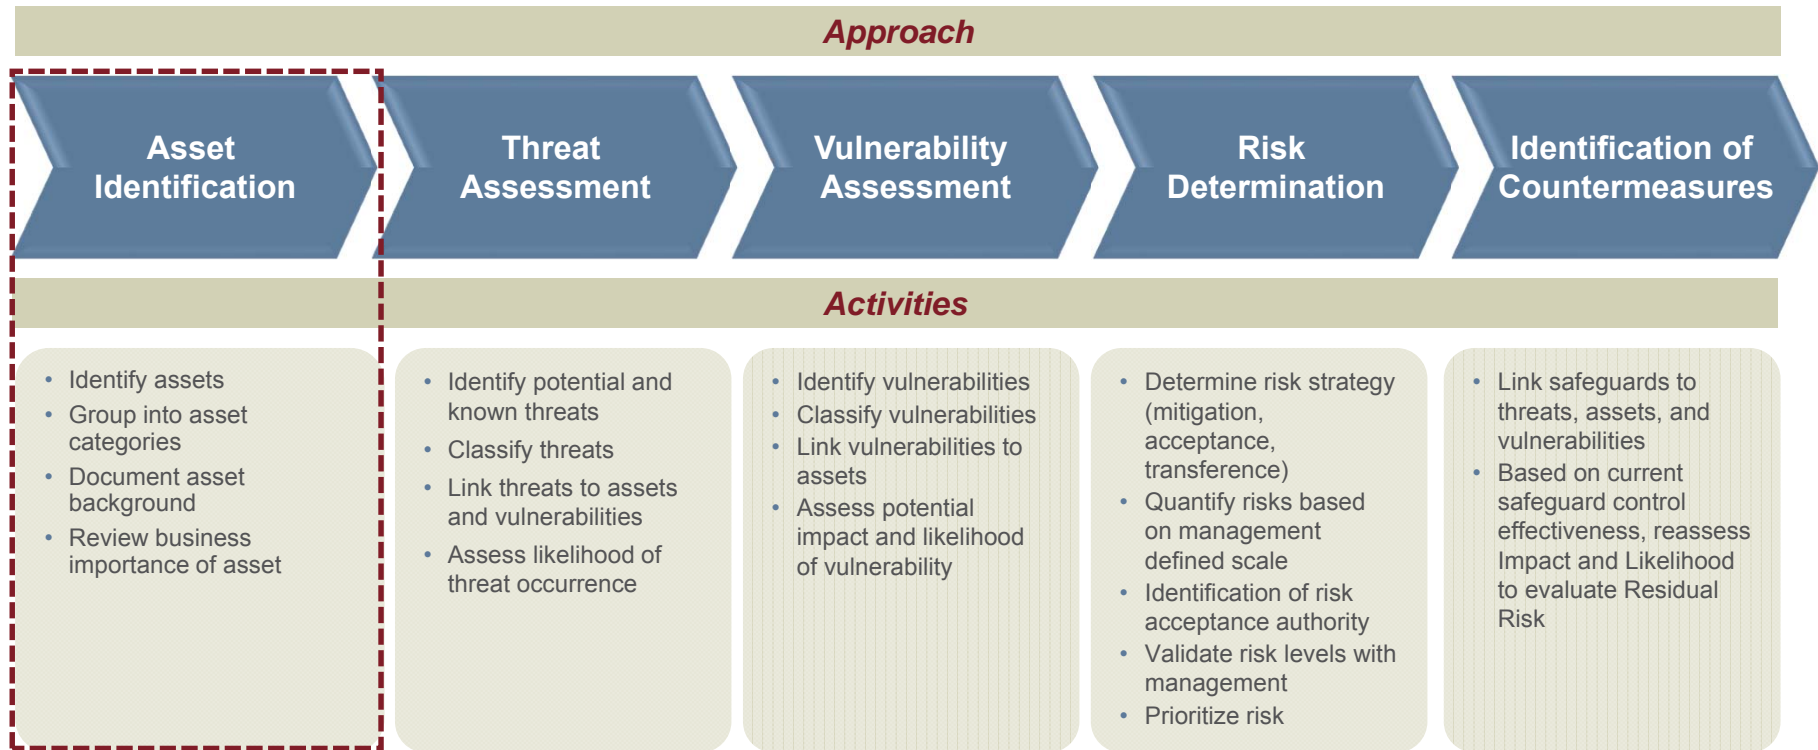 Approach
Asset
Identification
Threat
Assessment
Vulnerability
Assessment
Risk
Determination
Identification of
Countermeasures
Activities
• Identify assets
• Group into asset
categories
• Document asset
background
• Review business
importance of asset
• Identify potential and
known threats
• Classify threats
• Link threats to assets
and vulnerabilities
• Assess likelihood of
threat occurrence
• Identify vulnerabilities
• Classify vulnerabilities
• Link vulnerabilities to
assets
• Assess potential
impact and likelihood
of vulnerability
• Determine risk strategy
(mitigation,
acceptance,
transference)
• Quantify risks based
on management
defined scale
• Identification of risk
acceptance authority
• Validate risk levels with
management
• Prioritize risk
• Link safeguards to
threats, assets, and
vulnerabilities
• Based on current
safeguard control
effectiveness, reassess
Impact and Likelihood
to evaluate Residual
Risk